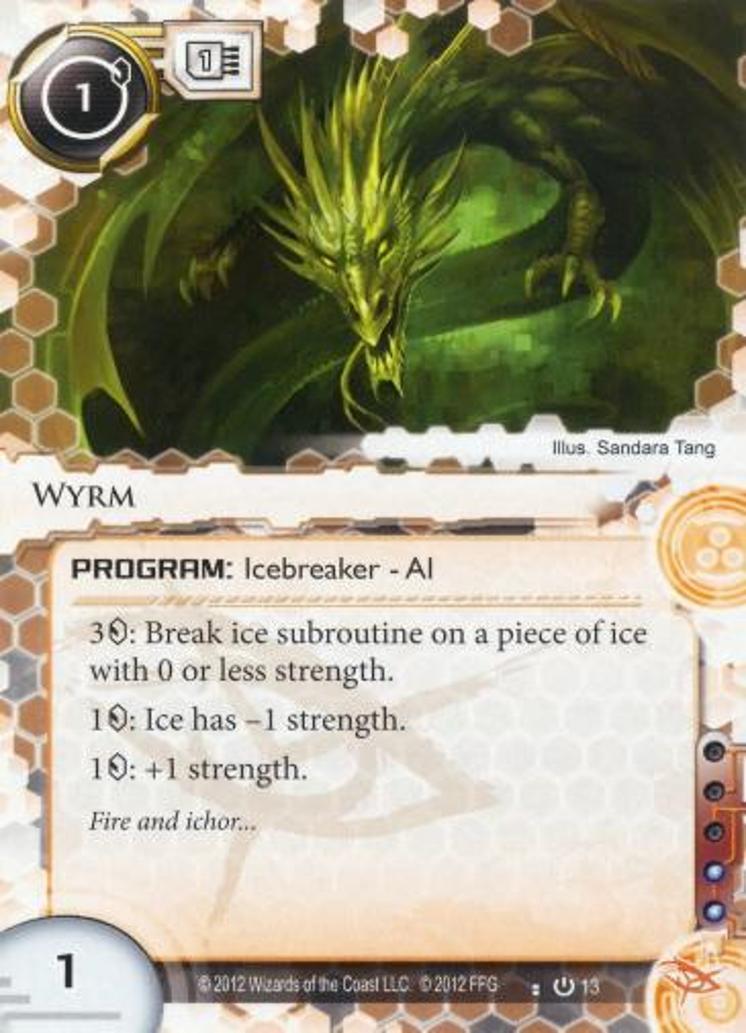 1
1
Illus. Sandara Tang
WYRM
PROGRAM: Icebreaker - AI
3: Break ice subroutine on a piece of ice
with 0 or less strength.
1: Ice has –1 strength.
1: +1 strength.
Fire and ichor...
1
© 2012 Wizards of the Coast LLC. © 2012 FFG 13